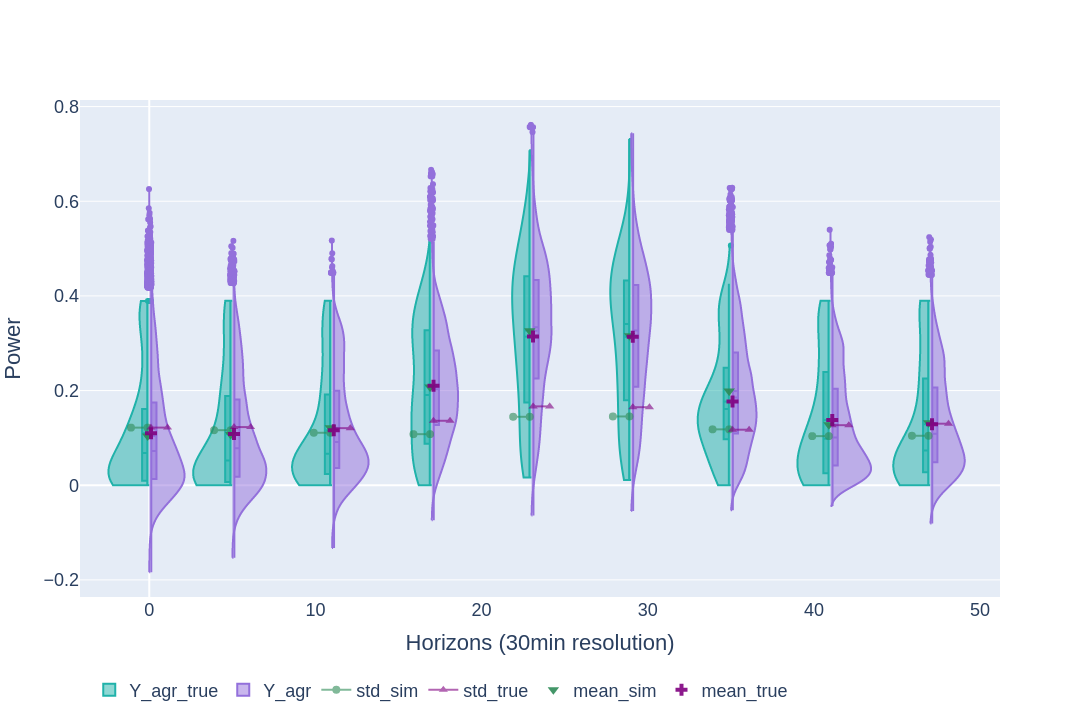 0.8
0.6
0.4
0.2
0
−0.2
Power
0 10 20 30 40 50
Horizons (30min resolution)
Y_agr_true Y_agr std_sim std_true mean_sim mean_true